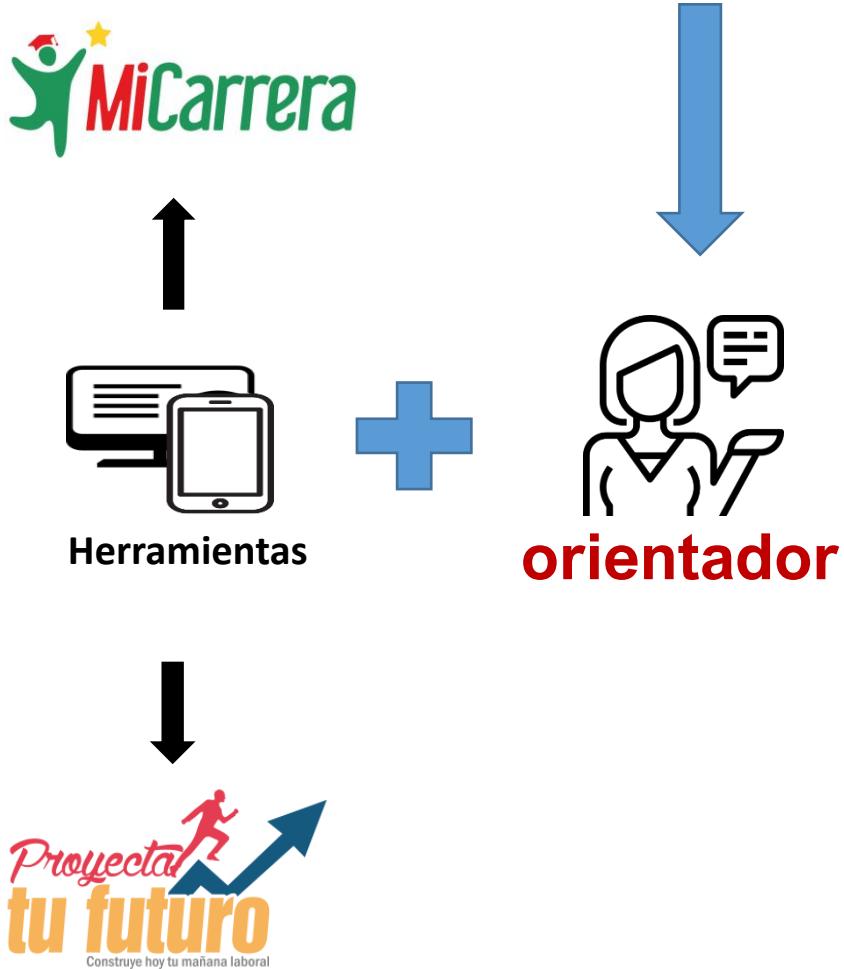 MiCarrera
Herramientas
orientador
Proyecta
tu futuro
Construye hoy tu mañana laboral